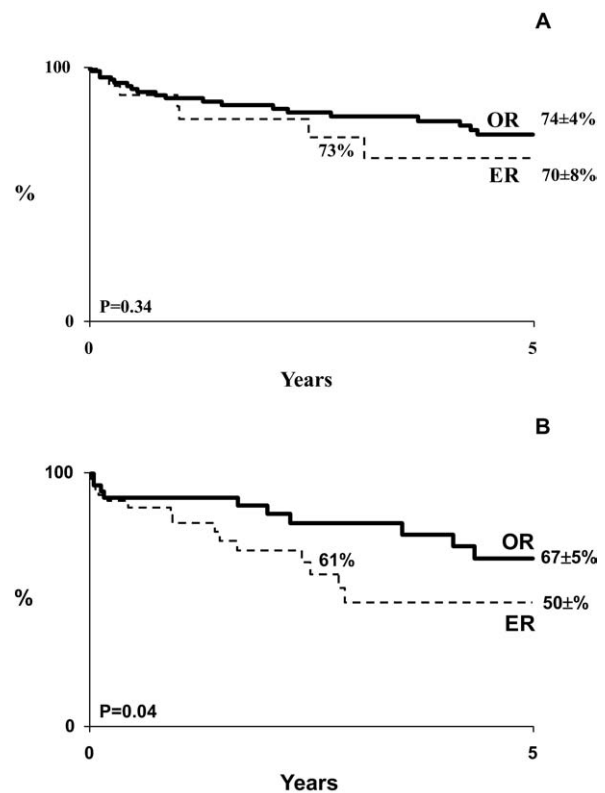 A
100
OR 74±4%
73%
ER 70±8%
%
P=0.34
0
0 5
Years
B
100
OR 67±5%
61%
50±%
ER
%
P=0.04
0
0 5
Years